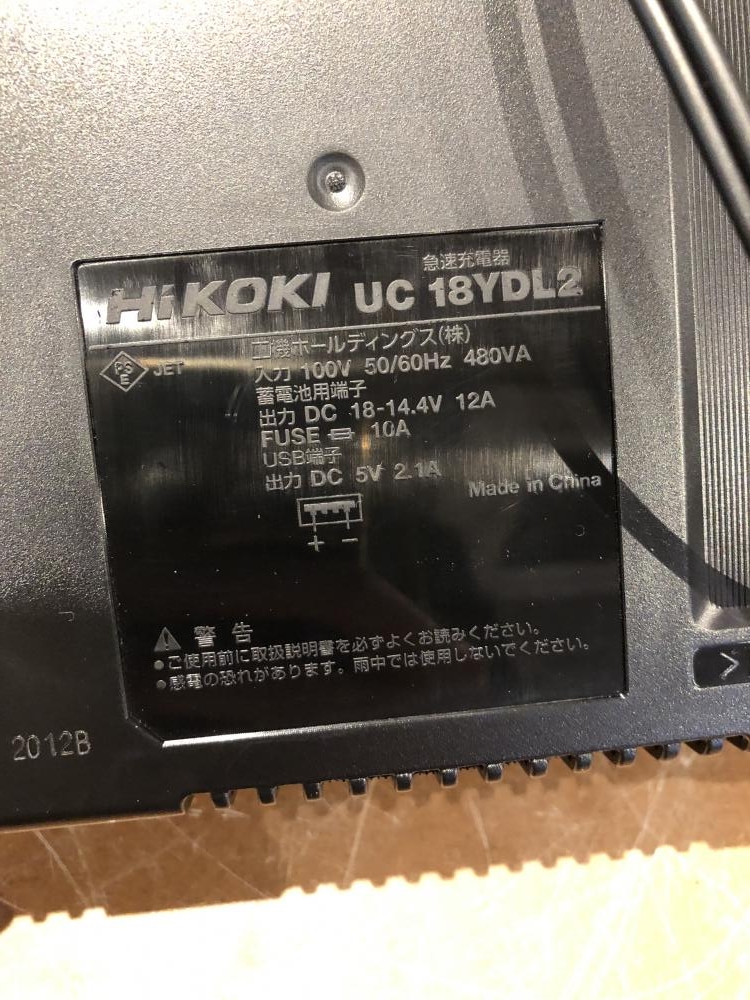 急速充電器
HiKOKI UC 18YDL2
PS
E
JET
工機ホールディングス(株)
入力 100V 50/60Hz 480VA
蓄電池用端子
出力 DC 18-14.4V 12A
FUSE 10A
USB端子
出力 DC 5V 2.1A
Made in China
+ −
警告
●ご使用前に取扱説明書を必ずよくお読みください。
●感電の恐れがあります。雨中では使用しないでください。
2012B
>